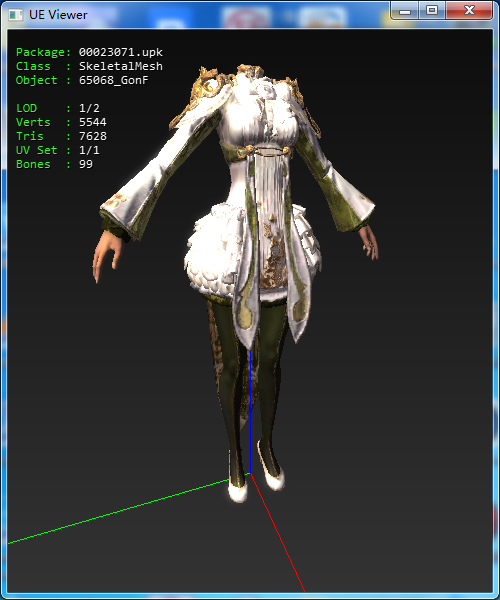 UE Viewer
Package: 00023071.upk
Class : SkeletalMesh
Object : 65068_GonF
LOD : 1/2
Verts : 5544
Tris : 7628
UV Set : 1/1
Bones : 99